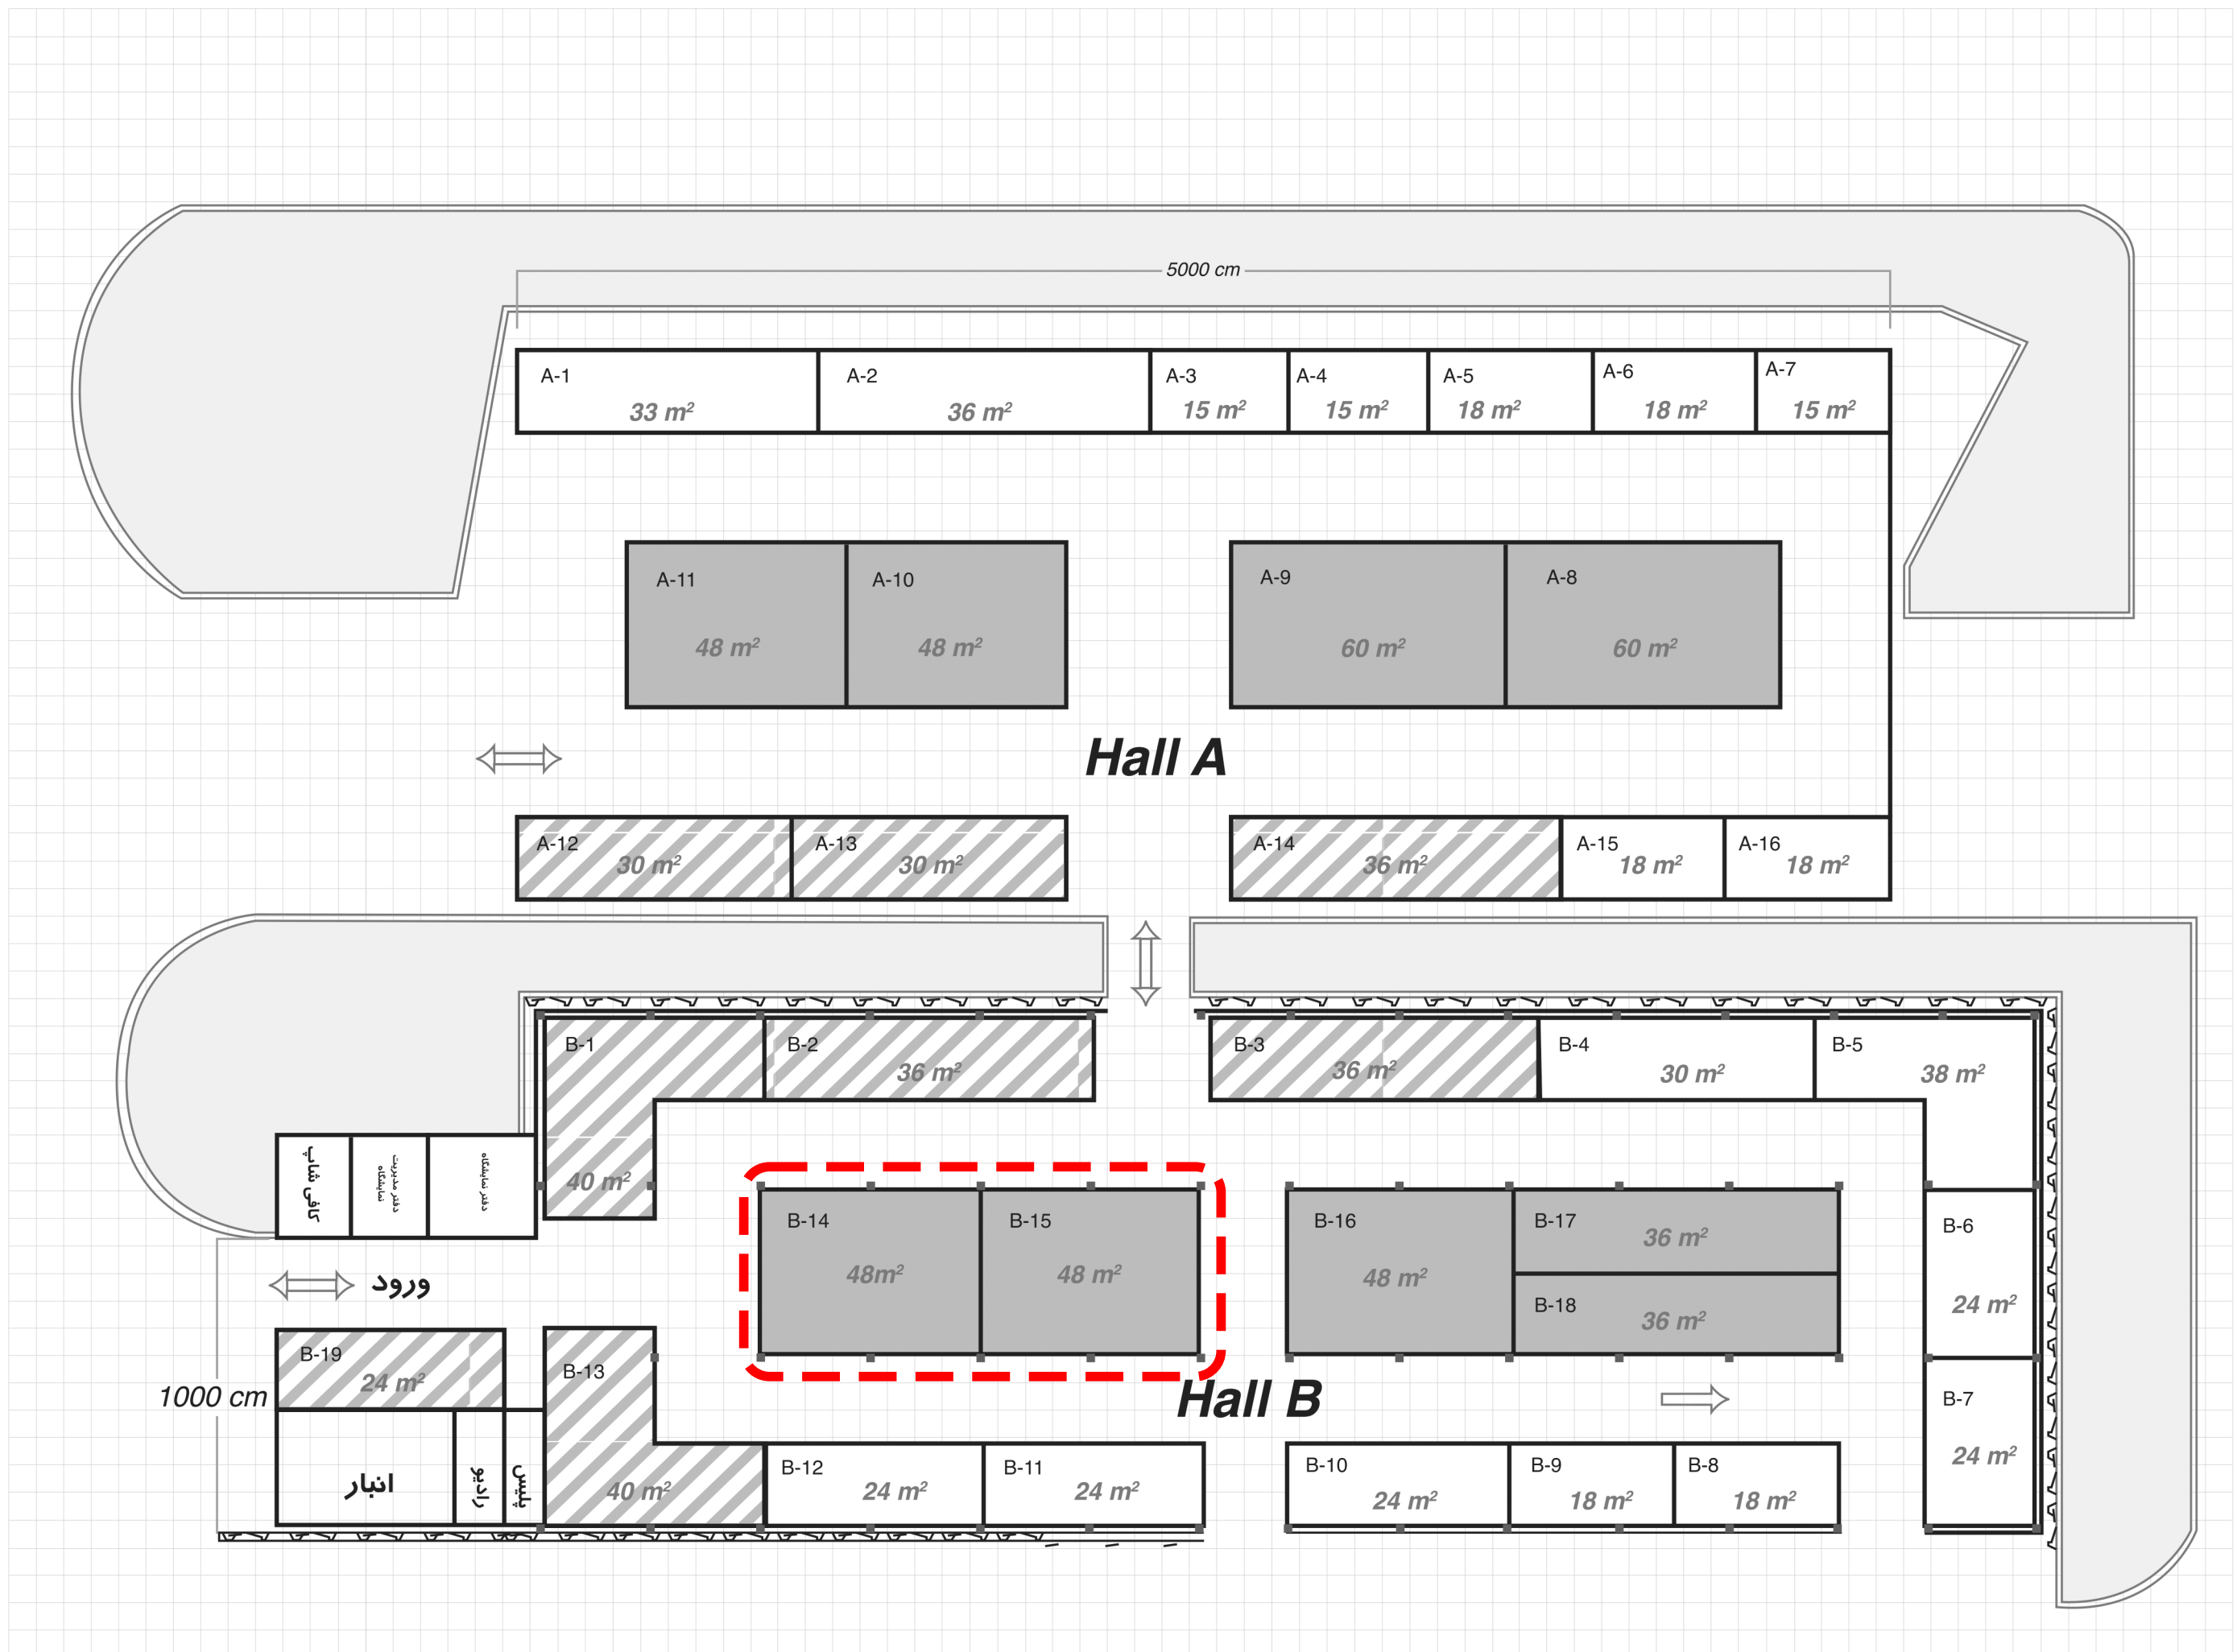 5000 cm
A-1
33 m²
A-2
36 m²
A-3
15 m²
A-4
15 m²
A-5
18 m²
A-6
18 m²
A-7
15 m²
A-11
48 m²
A-10
48 m²
A-9
60 m²
A-8
60 m²
Hall A
A-12
30 m²
A-13
30 m²
A-14
36 m²
A-15
18 m²
A-16
18 m²
B-1
40 m²
B-2
36 m²
B-3
36 m²
B-4
30 m²
B-5
38 m²
کافی شاپ
دفتر مدیریت
نمایشگاه
دفتر نمایشگاه
B-14
48m²
B-15
48 m²
B-16
48 m²
B-17
36 m²
B-18
36 m²
B-6
24 m²
ورود
B-19
24 m²
1000 cm
B-13
40 m²
Hall B
B-7
24 m²
انبار
رادیو
پلیس
B-12
24 m²
B-11
24 m²
B-10
24 m²
B-9
18 m²
B-8
18 m²